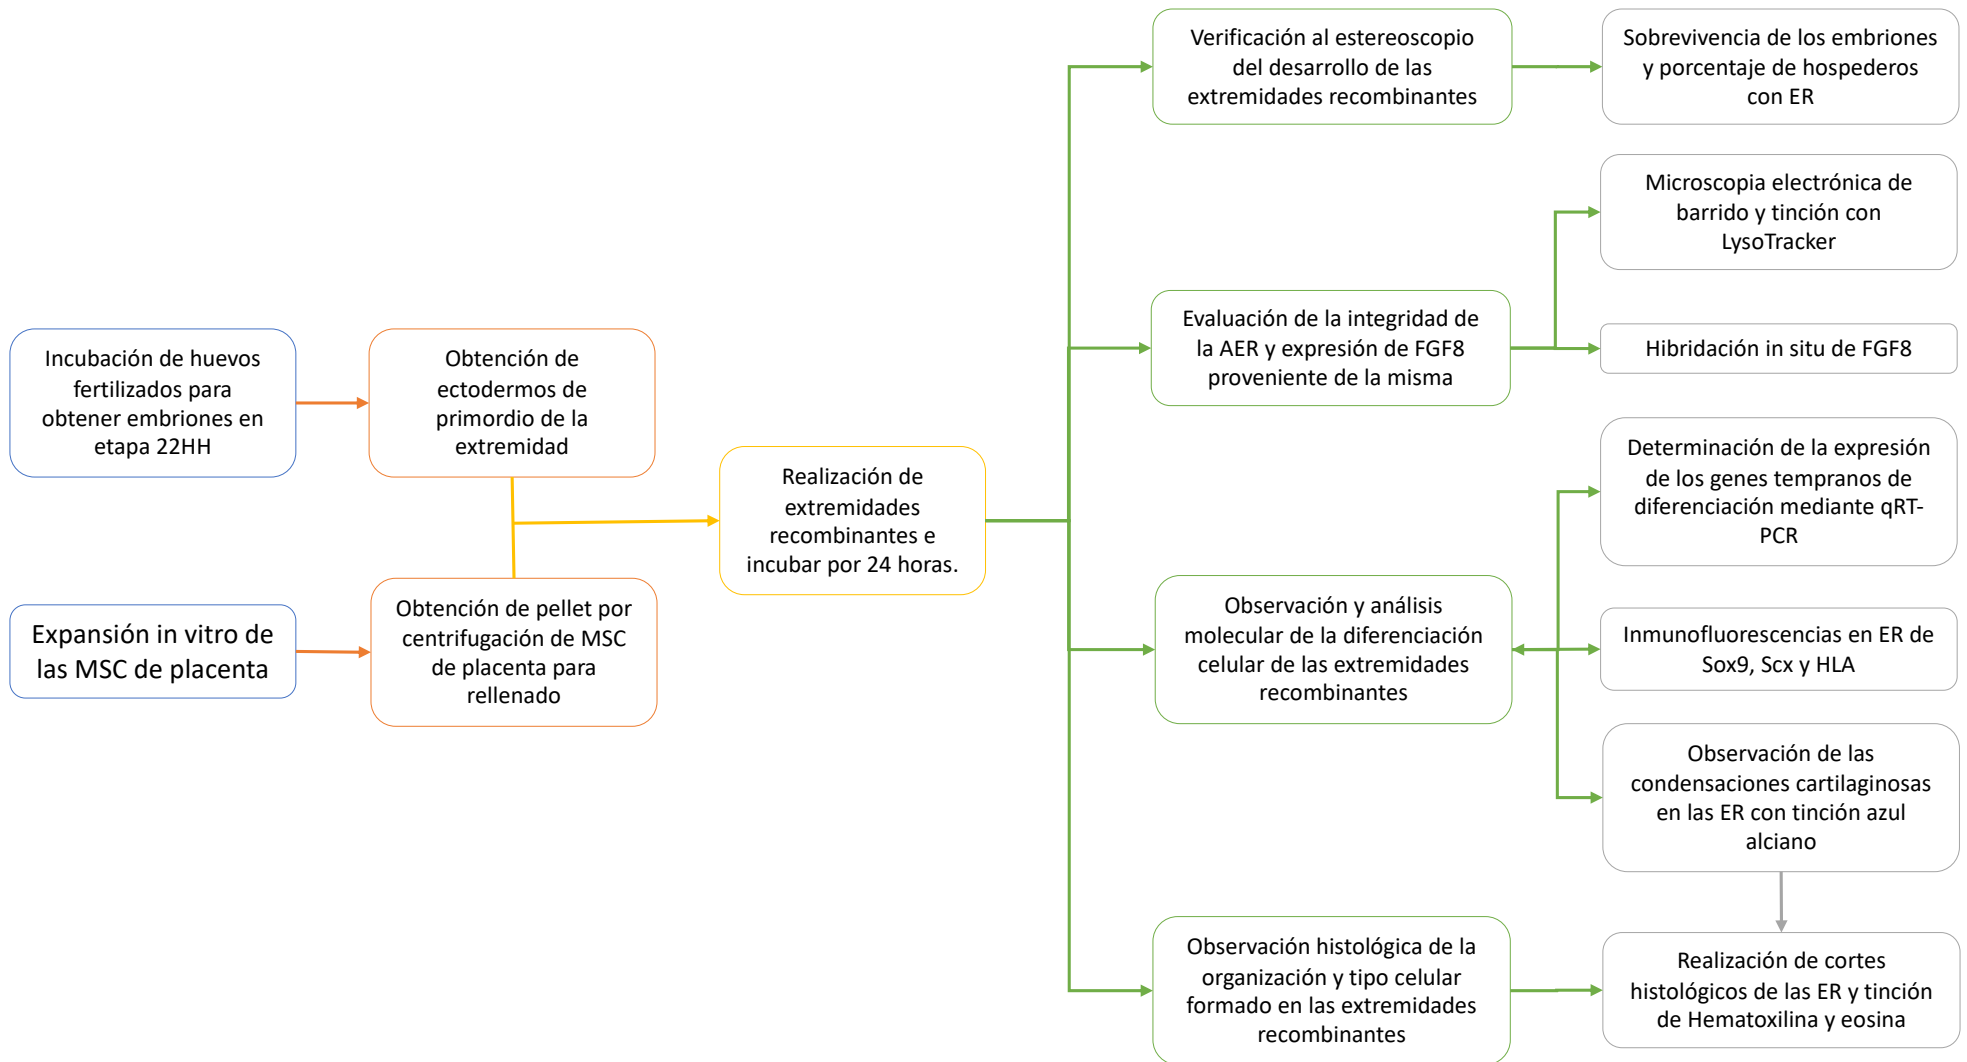 Incubación de huevos
fertilizados para
obtener embriones en
etapa 22HH
Expansión in vitro de
las MSC de placenta
Obtención de
ectodermos de
primordio de la
extremidad
Obtención de pellet por
centrifugación de MSC
de placenta para
rellenado
Realización de
extremidades
recombinantes e
incubar por 24 horas.
Verificación al estereoscopio
del desarrollo de las
extremidades recombinantes
Sobrevivencia de los embriones
y porcentaje de hospederos
con ER
Evaluación de la integridad de
la AER y expresión de FGF8
proveniente de la misma
Microscopia electrónica de
barrido y tinción con
LysoTracker
Hibridación in situ de FGF8
Observación y análisis
molecular de la diferenciación
celular de las extremidades
recombinantes
Determinación de la expresión
de los genes tempranos de
diferenciación mediante qRT-
PCR
Inmunofluorescencias en ER de
Sox9, Scx y HLA
Observación de las
condensaciones cartilaginosas
en las ER con tinción azul
alciano
Observación histológica de la
organización y tipo celular
formado en las extremidades
recombinantes
Realización de cortes
histológicos de las ER y tinción
de Hematoxilina y eosina